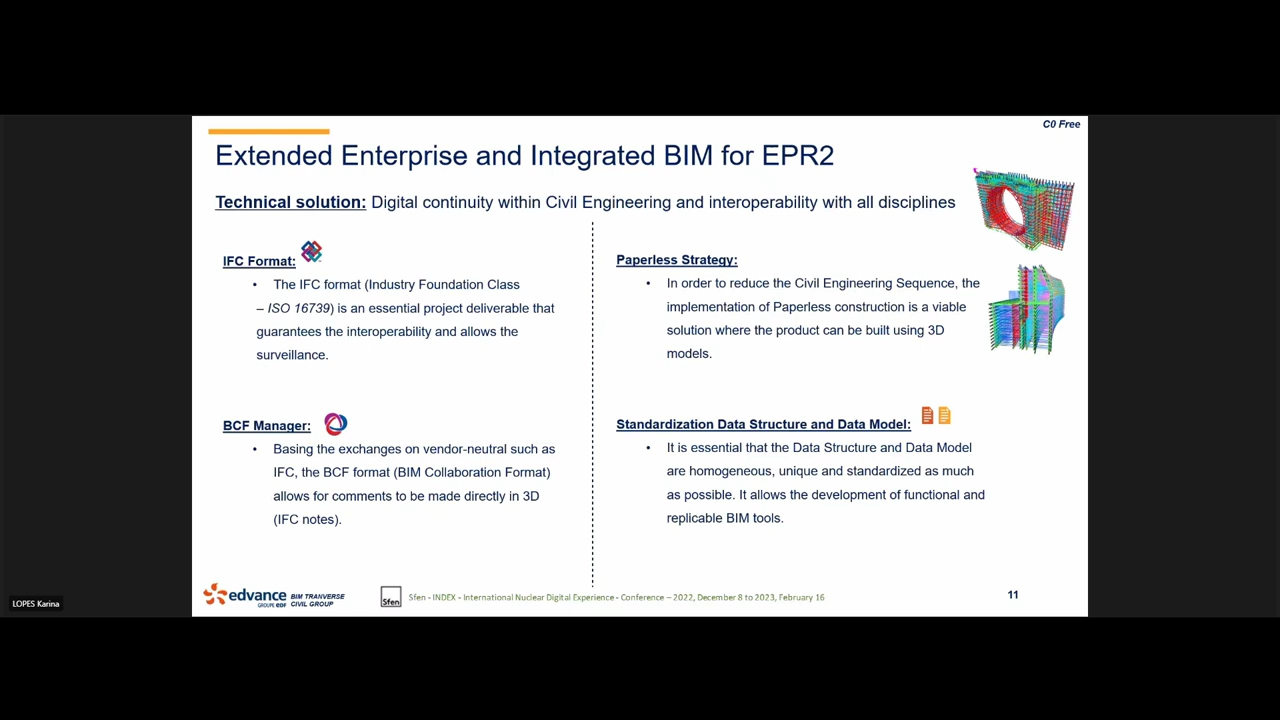 C0 Free
Extended Enterprise and Integrated BIM for EPR2
Technical solution: Digital continuity within Civil Engineering and interoperability with all disciplines
IFC Format:
• The IFC format (Industry Foundation Class
– ISO 16739) is an essential project deliverable that
guarantees the interoperability and allows the
surveillance.
BCF Manager:
• Basing the exchanges on vendor-neutral such as
IFC, the BCF format (BIM Collaboration Format)
allows for comments to be made directly in 3D
(IFC notes).
Paperless Strategy:
• In order to reduce the Civil Engineering Sequence, the
implementation of Paperless construction is a viable
solution where the product can be built using 3D
models.
Standardization Data Structure and Data Model:
• It is essential that the Data Structure and Data Model
are homogeneous, unique and standardized as much
as possible. It allows the development of functional and
replicable BIM tools.
edvance
GROUPE EDF
BIM TRANVERSE
CIVIL GROUP
Sfen
Sfen - INDEX - International Nuclear Digital Experience - Conference – 2022, December 8 to 2023, February 16
11
LOPES Karina